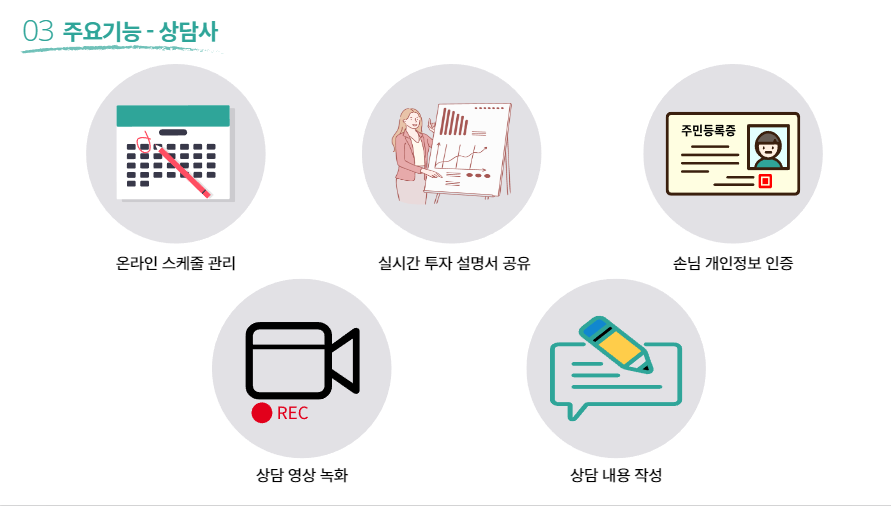 03 주요기능 - 상담사
주민등록증
온라인 스케줄 관리
실시간 투자 설명서 공유
손님 개인정보 인증
REC
상담 영상 녹화
상담 내용 작성